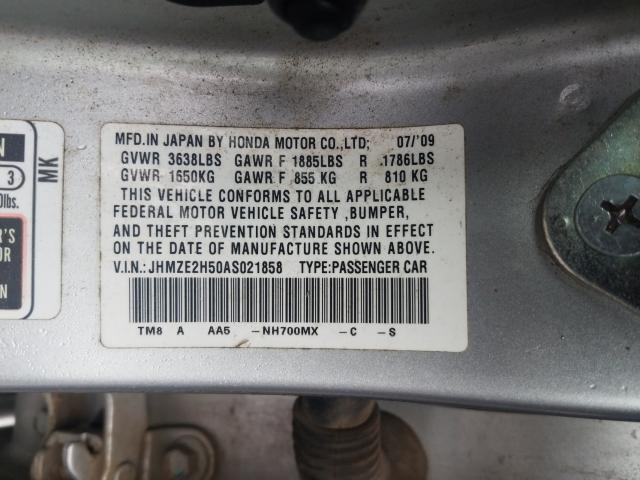 MFD.IN JAPAN BY HONDA MOTOR CO.,LTD; 07/'09
GVWR 3638LBS GAWR F 1885LBS R 1786LBS
GVWR 1650KG GAWR F 855 KG R 810 KG
THIS VEHICLE CONFORMS TO ALL APPLICABLE
FEDERAL MOTOR VEHICLE SAFETY ,BUMPER,
AND THEFT PREVENTION STANDARDS IN EFFECT
ON THE DATE OF MANUFACTURE SHOWN ABOVE.
V.I.N.: JHMZE2H50AS021858 TYPE:PASSENGER CAR
TM8 A AA5 -NH700MX -C -S
MK
3
lbs.